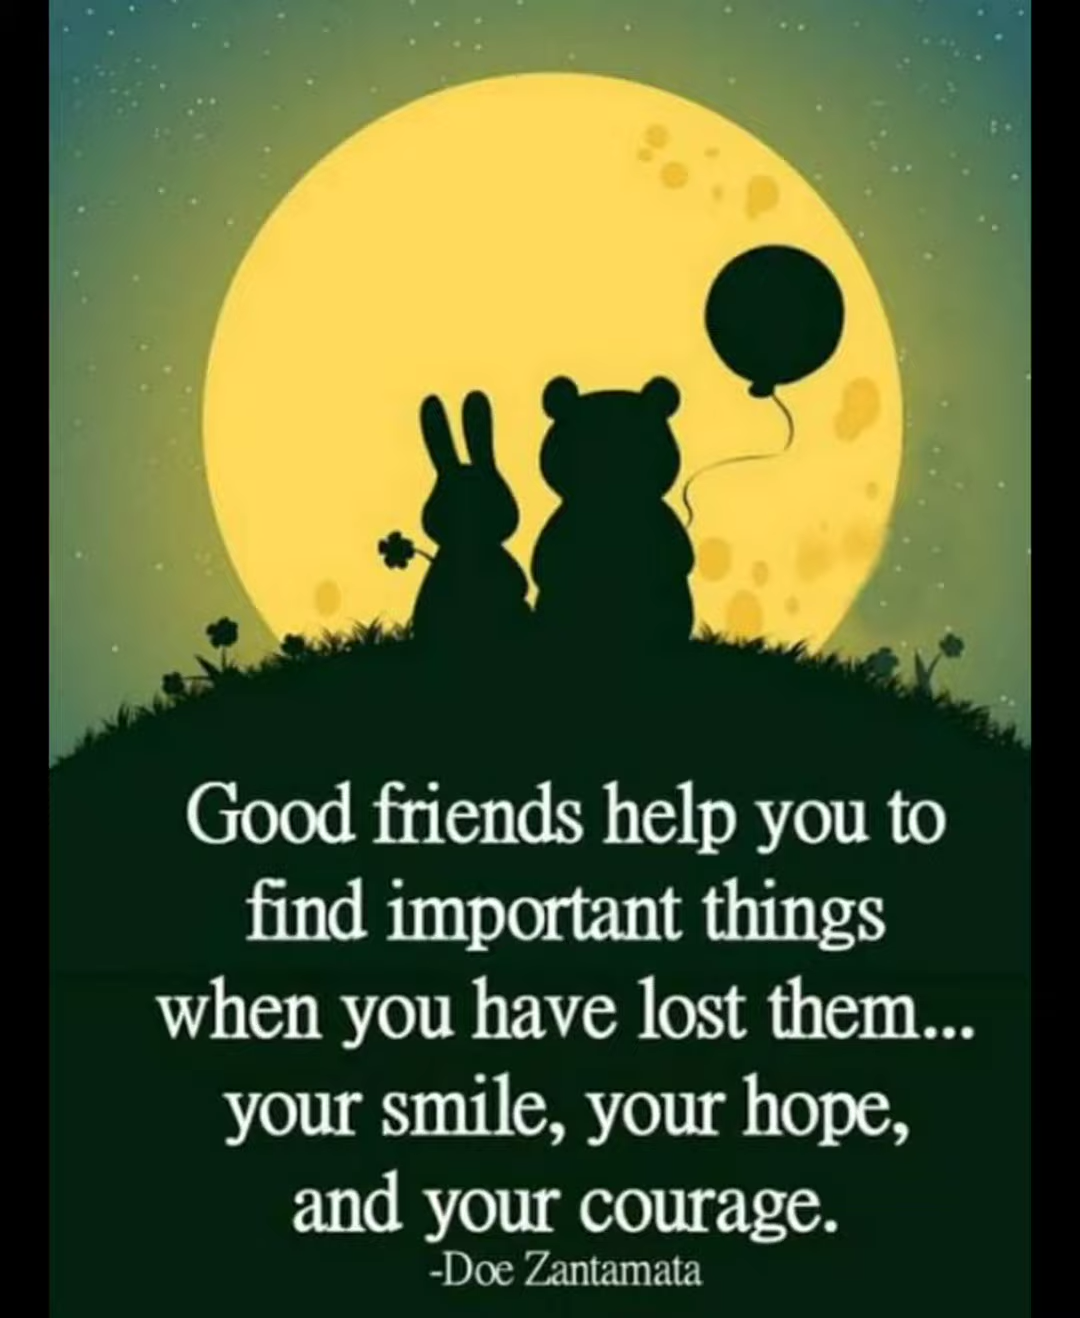 Good friends help you to
find important things
when you have lost them...
your smile, your hope,
and your courage.
-Doe Zantamata